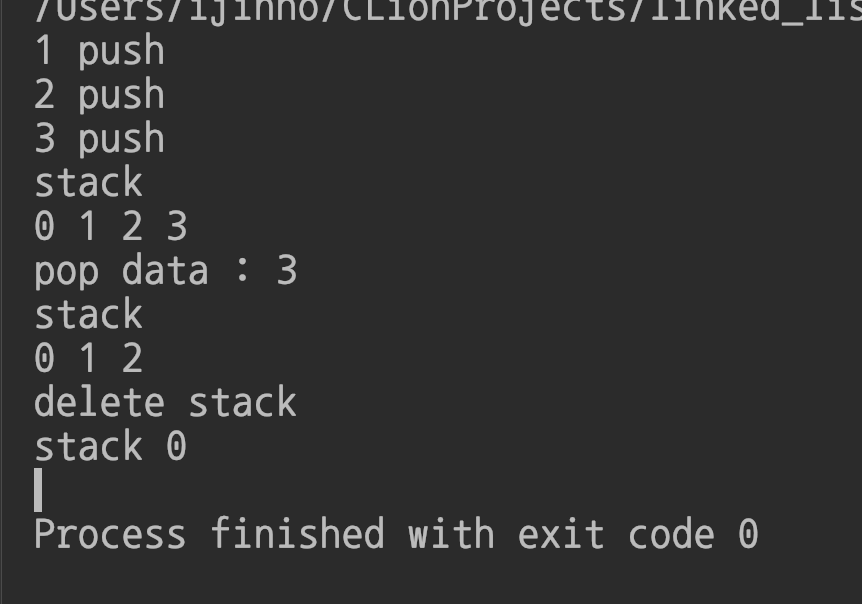 /Users/ijinho/CLionProjects/linked_lis
1 push
2 push
3 push
stack
0 1 2 3
pop data : 3
stack
0 1 2
delete stack
stack 0
Process finished with exit code 0